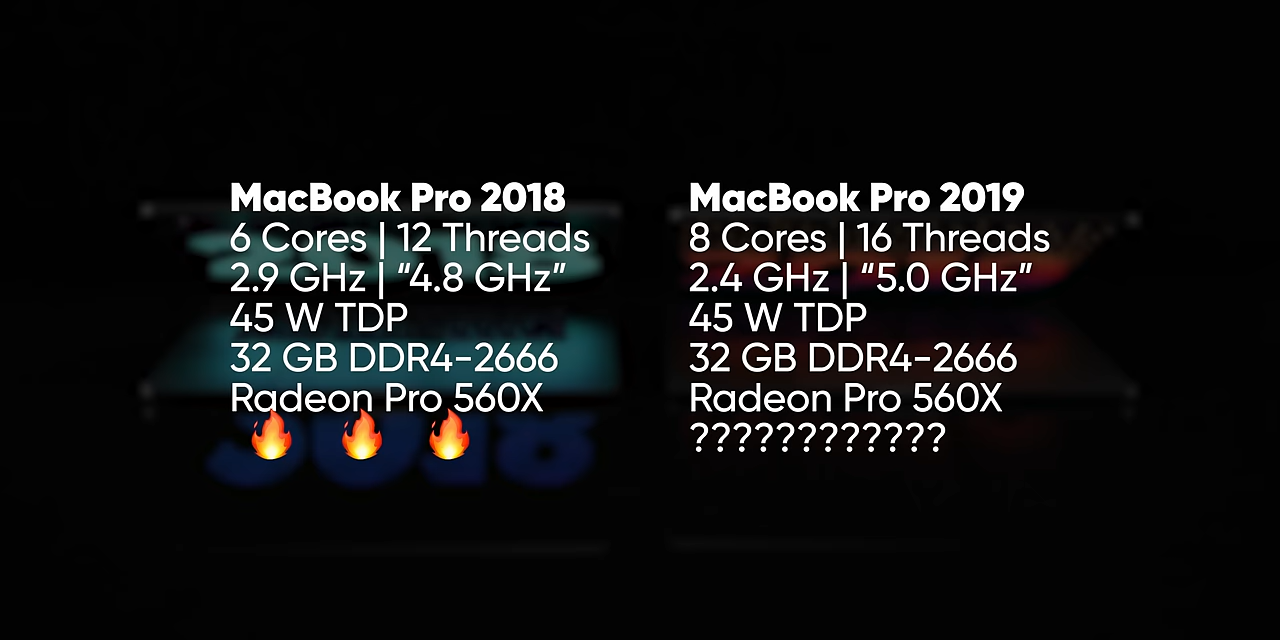 MacBook Pro 2018
6 Cores | 12 Threads
2.9 GHz | “4.8 GHz”
45 W TDP
32 GB DDR4-2666
Radeon Pro 560X
🔥 🔥 🔥
MacBook Pro 2019
8 Cores | 16 Threads
2.4 GHz | “5.0 GHz”
45 W TDP
32 GB DDR4-2666
Radeon Pro 560X
????????????